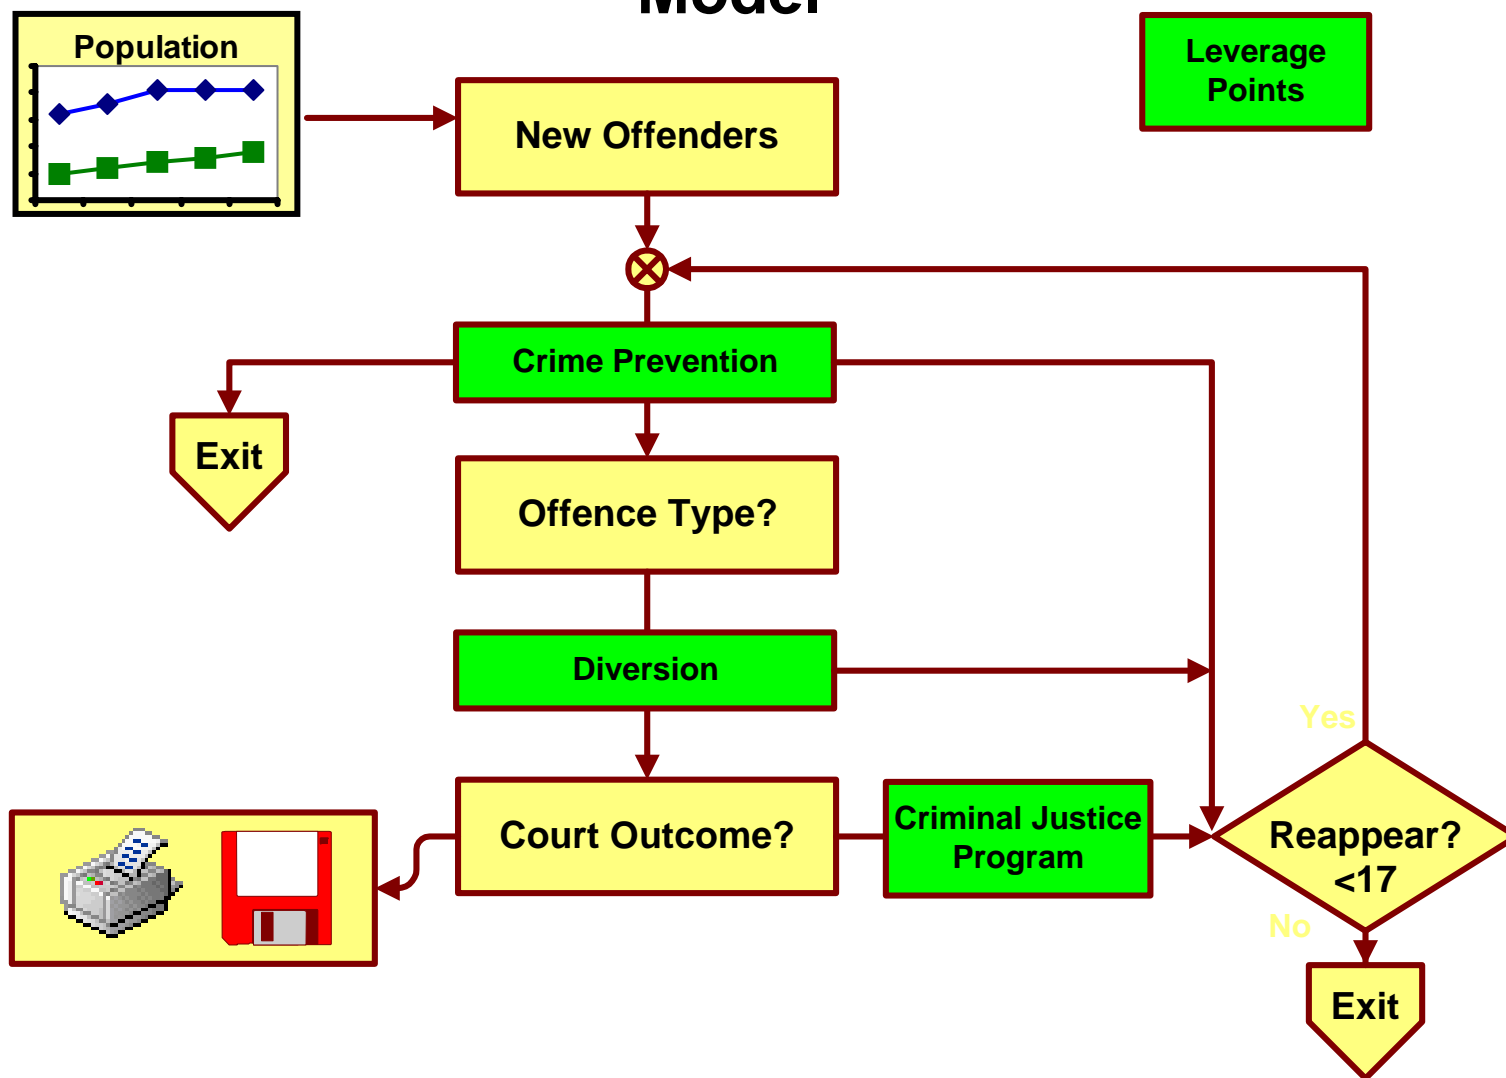 Model
Population
Leverage
Points
New Offenders
Crime Prevention
Exit
Offence Type?
Diversion
Yes
Court Outcome?
Criminal Justice
Program
Reappear?
<17
No
Exit